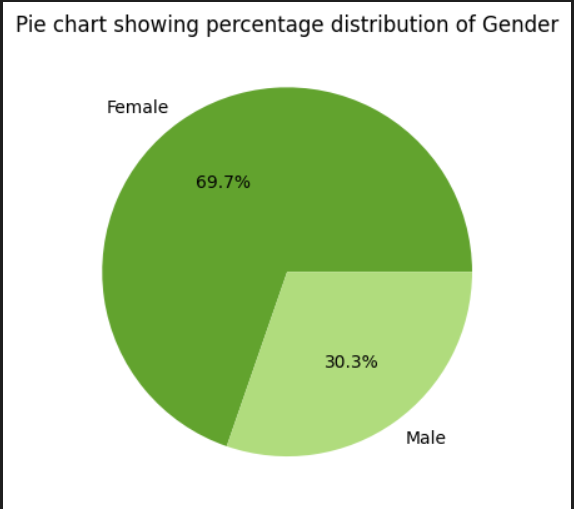 Pie chart showing percentage distribution of Gender
Female
69.7%
30.3%
Male